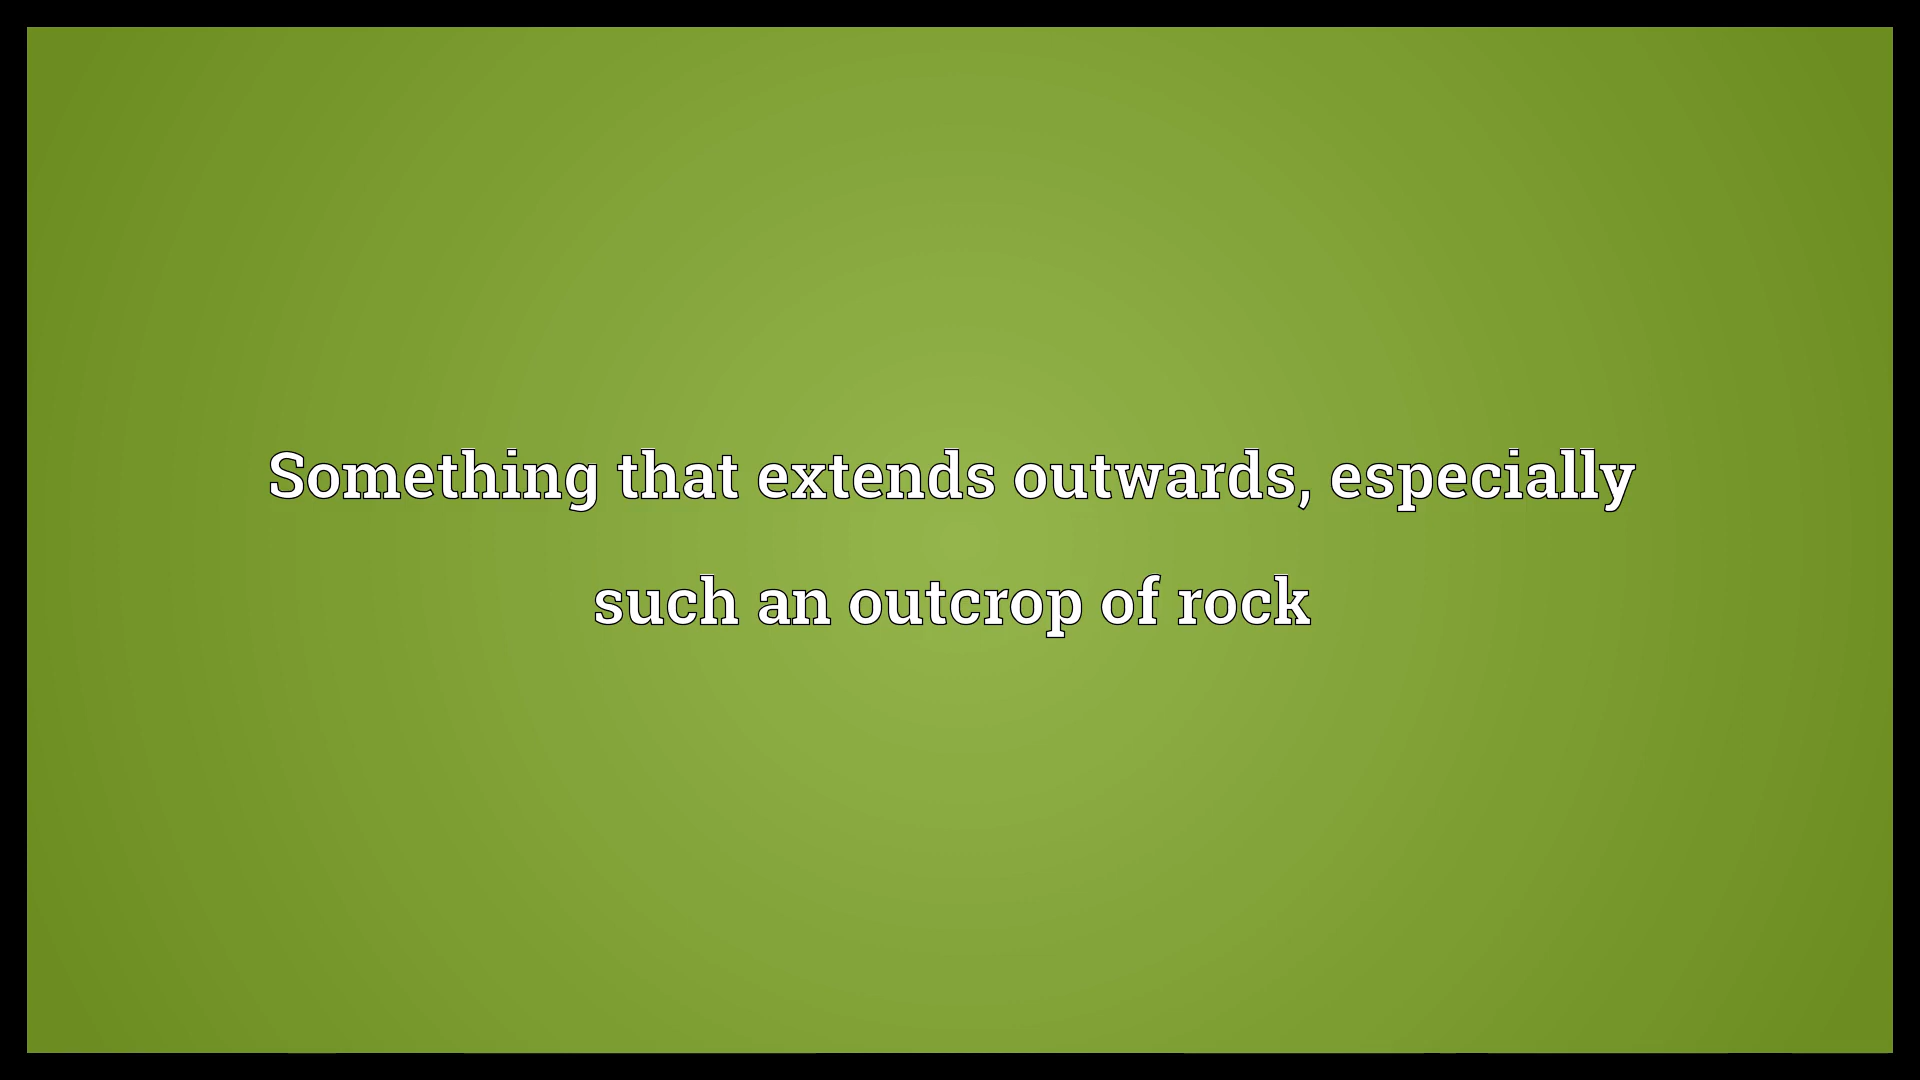 Something that extends outwards, especially
such an outcrop of rock